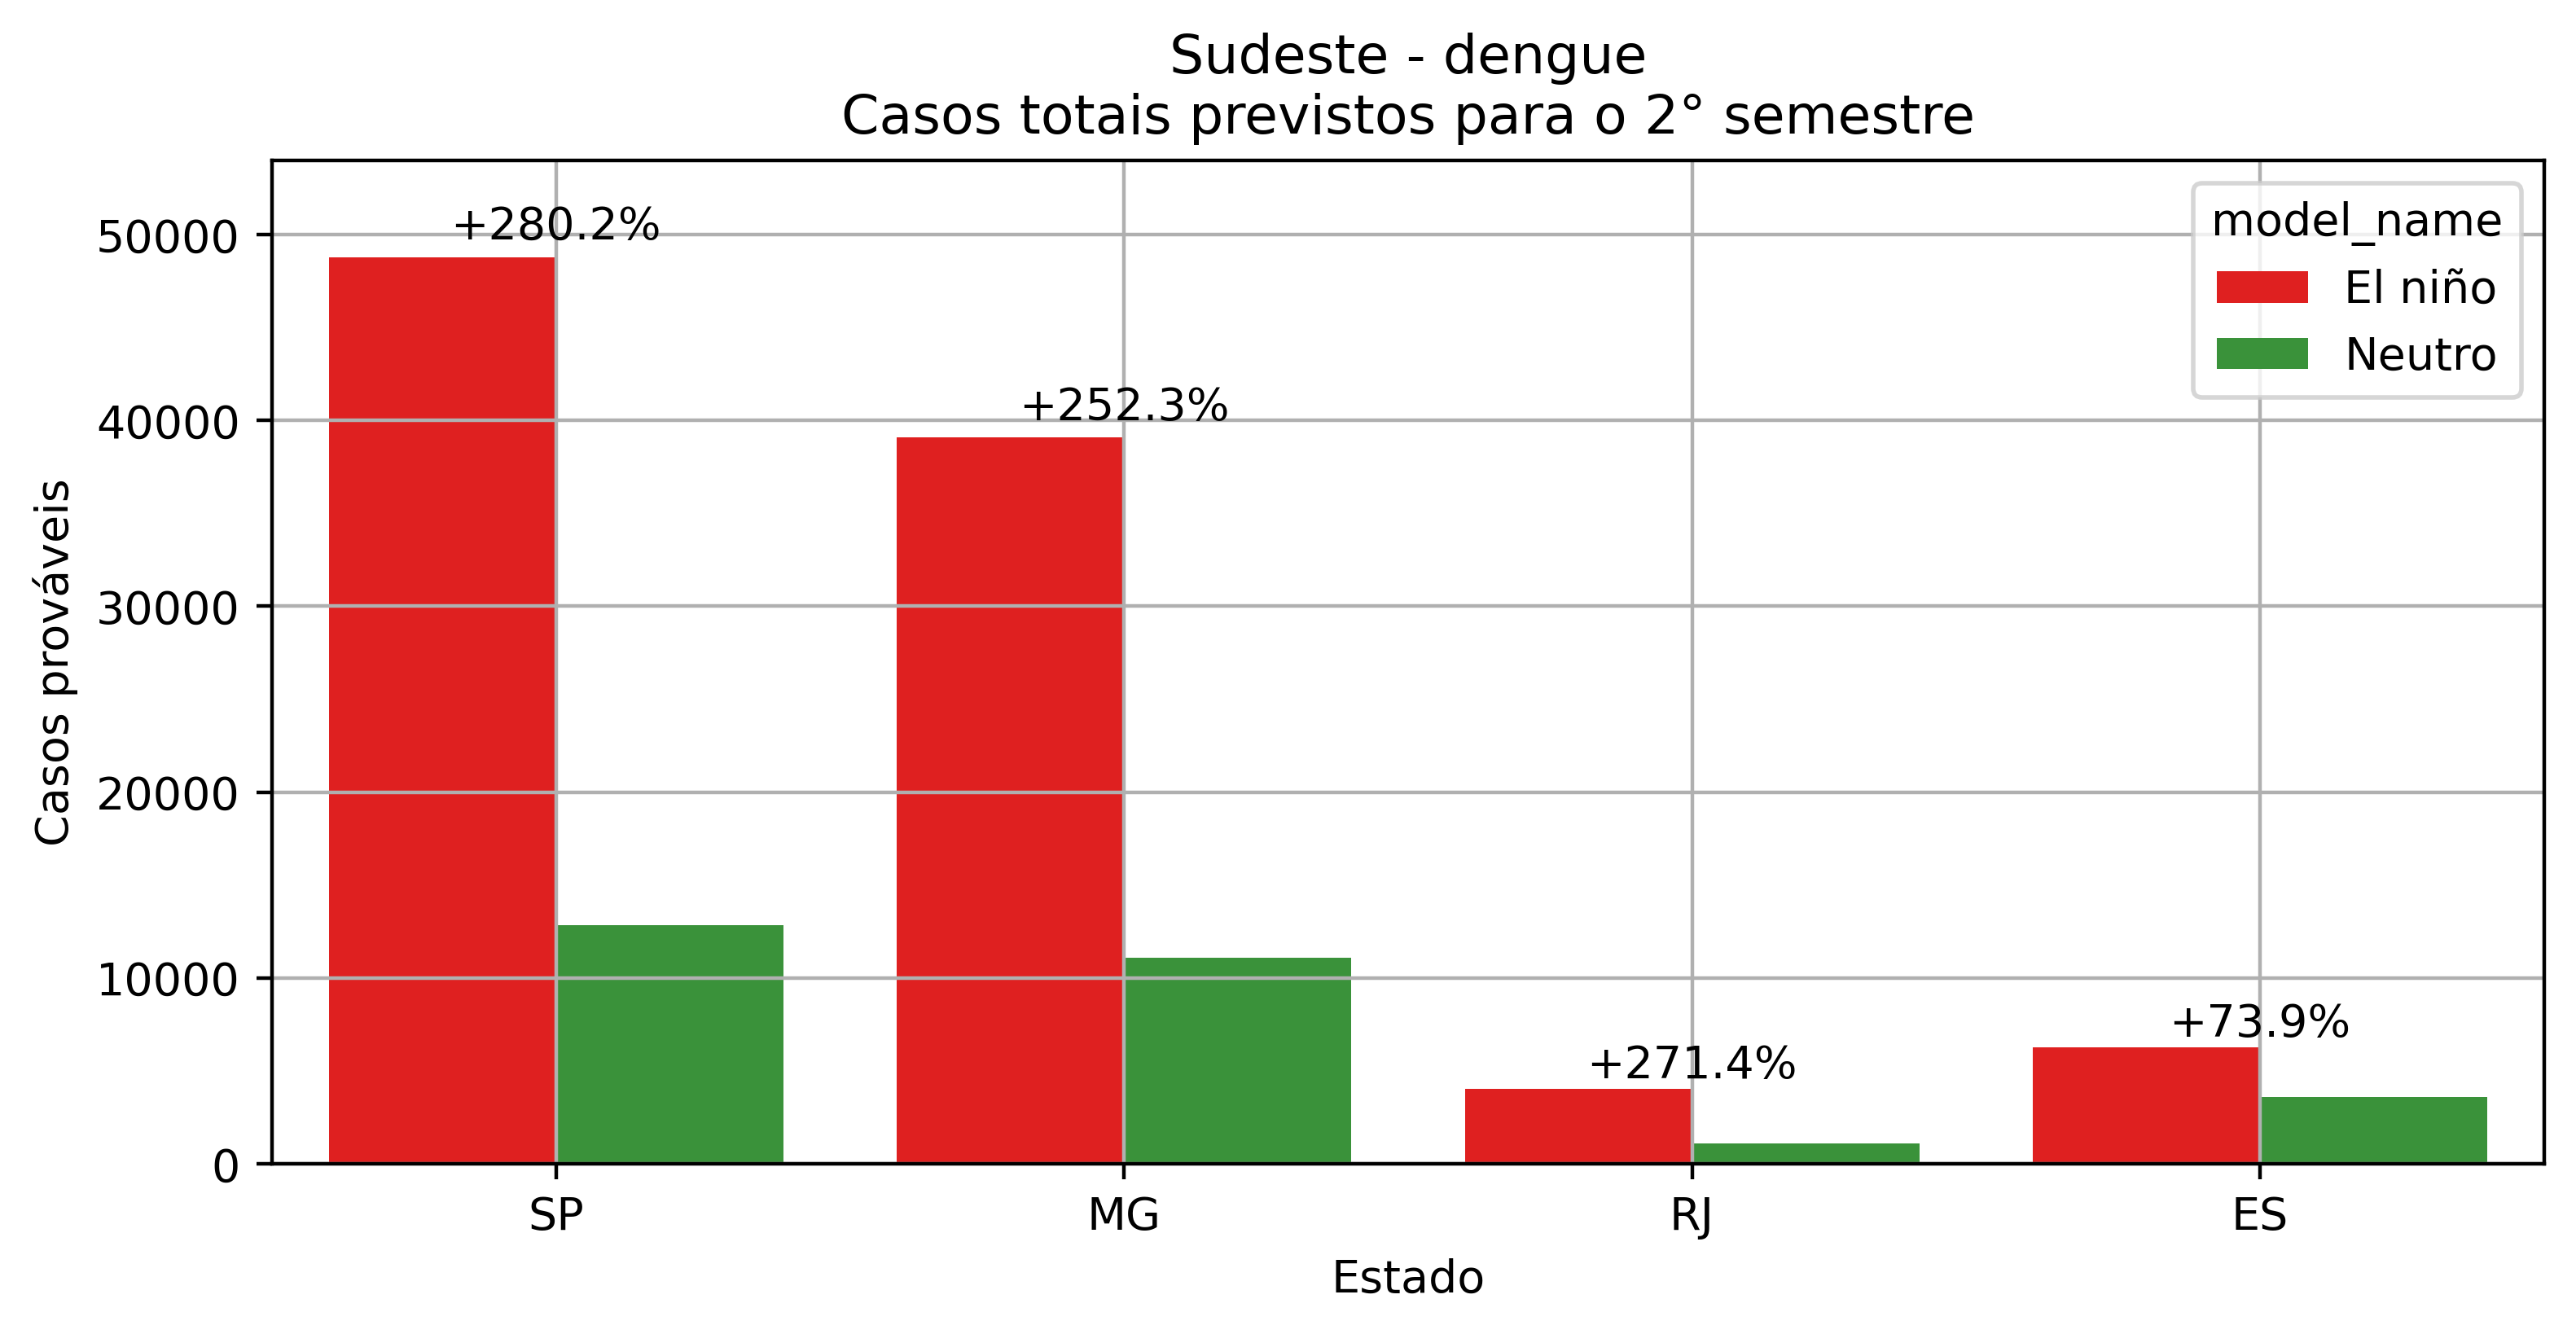 Sudeste - dengue
Casos totais previstos para o 2° semestre
Casos prováveis
50000
40000
30000
20000
10000
0
+280.2%
+252.3%
+271.4%
+73.9%
model_name
El niño
Neutro
SP
MG
RJ
ES
Estado